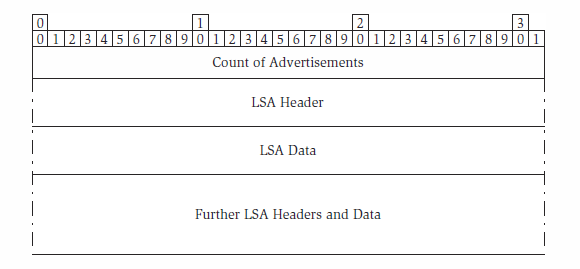 0 1 2 3
0 1 2 3 4 5 6 7 8 9 0 1 2 3 4 5 6 7 8 9 0 1 2 3 4 5 6 7 8 9 0 1
Count of Advertisements
LSA Header
LSA Data
Further LSA Headers and Data